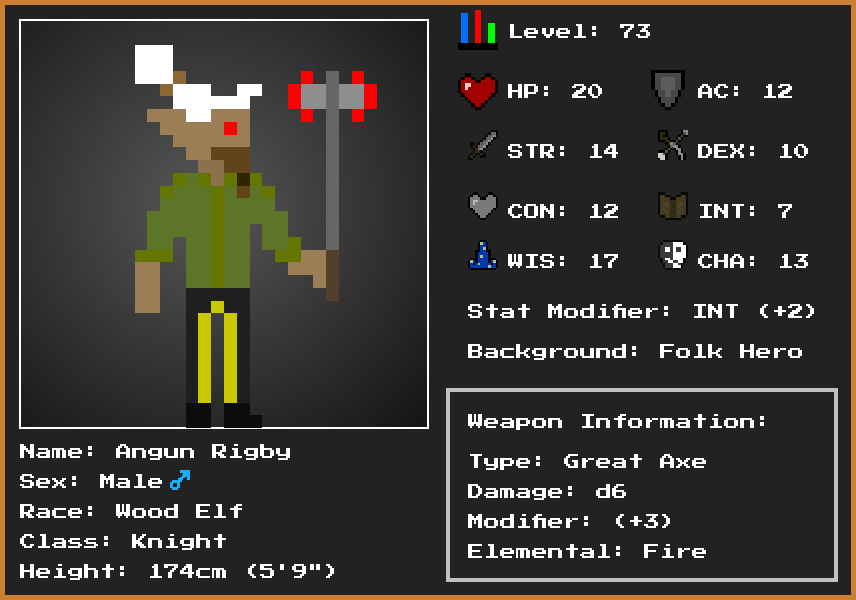 Level: 73
HP: 20
AC: 12
STR: 14
DEX: 10
CON: 12
INT: 7
WIS: 17
CHA: 13
Stat Modifier: INT (+2)
Background: Folk Hero
Weapon Information:
Type: Great Axe
Damage: d6
Modifier: (+3)
Elemental: Fire
Name: Angun Rigby
Sex: Male♂
Race: Wood Elf
Class: Knight
Height: 174cm (5'9")